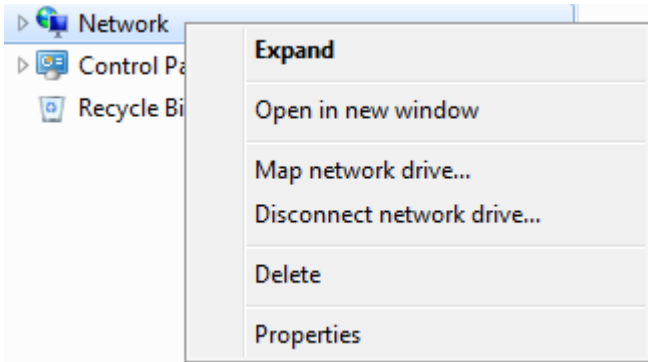 Network
Control Pa
Recycle Bi
Expand
Open in new window
Map network drive...
Disconnect network drive...
Delete
Properties